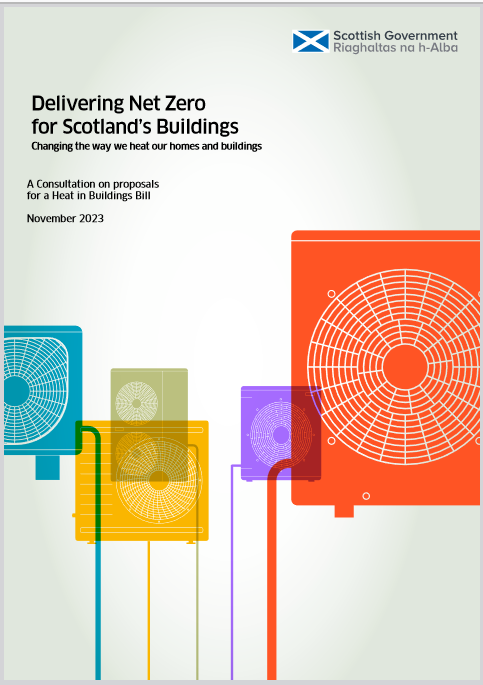 Scottish Government
Riaghaltas na h-Alba
Delivering Net Zero
for Scotland's Buildings
Changing the way we heat our homes and buildings
A Consultation on proposals
for a Heat in Buildings Bill
November 2023